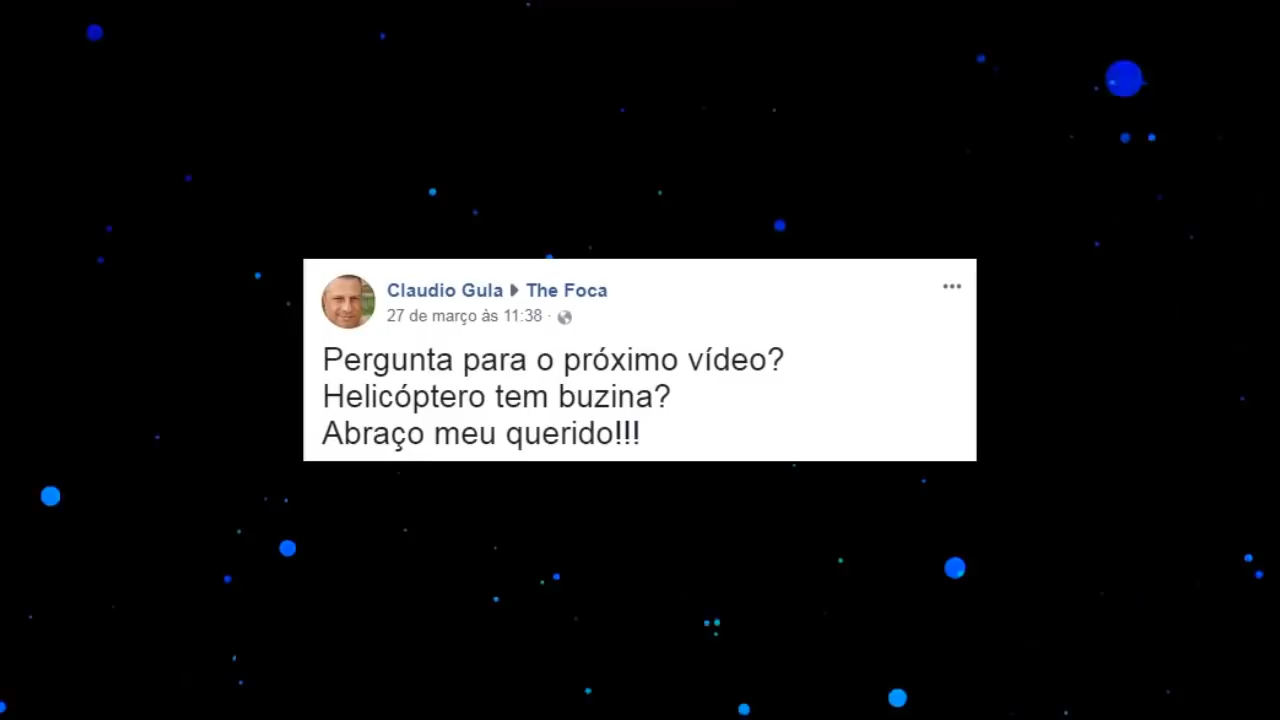 Claudio Gula ▶ The Foca
27 de março às 11:38 ·
Pergunta para o próximo vídeo?
Helicóptero tem buzina?
Abraço meu querido!!!